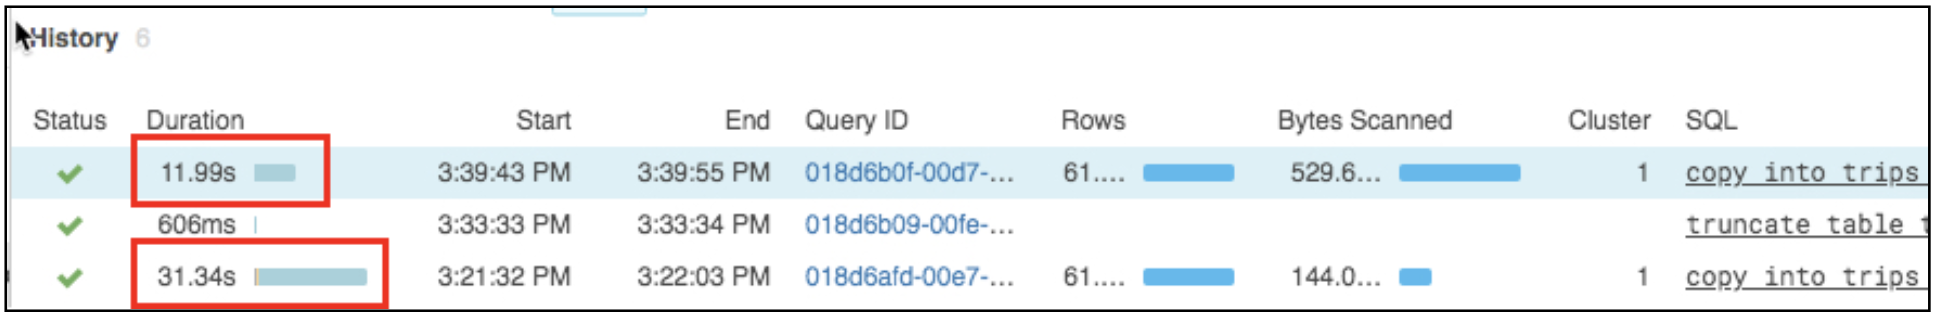 History 6
Status Duration Start End Query ID Rows Bytes Scanned Cluster SQL
11.99s 3:39:43 PM 3:39:55 PM 018d6b0f-00d7-... 61.... 529.6... 1 copy into trips
606ms 3:33:33 PM 3:33:34 PM 018d6b09-00fe-... truncate table t
31.34s 3:21:32 PM 3:22:03 PM 018d6afd-00e7-... 61.... 144.0... 1 copy into trips